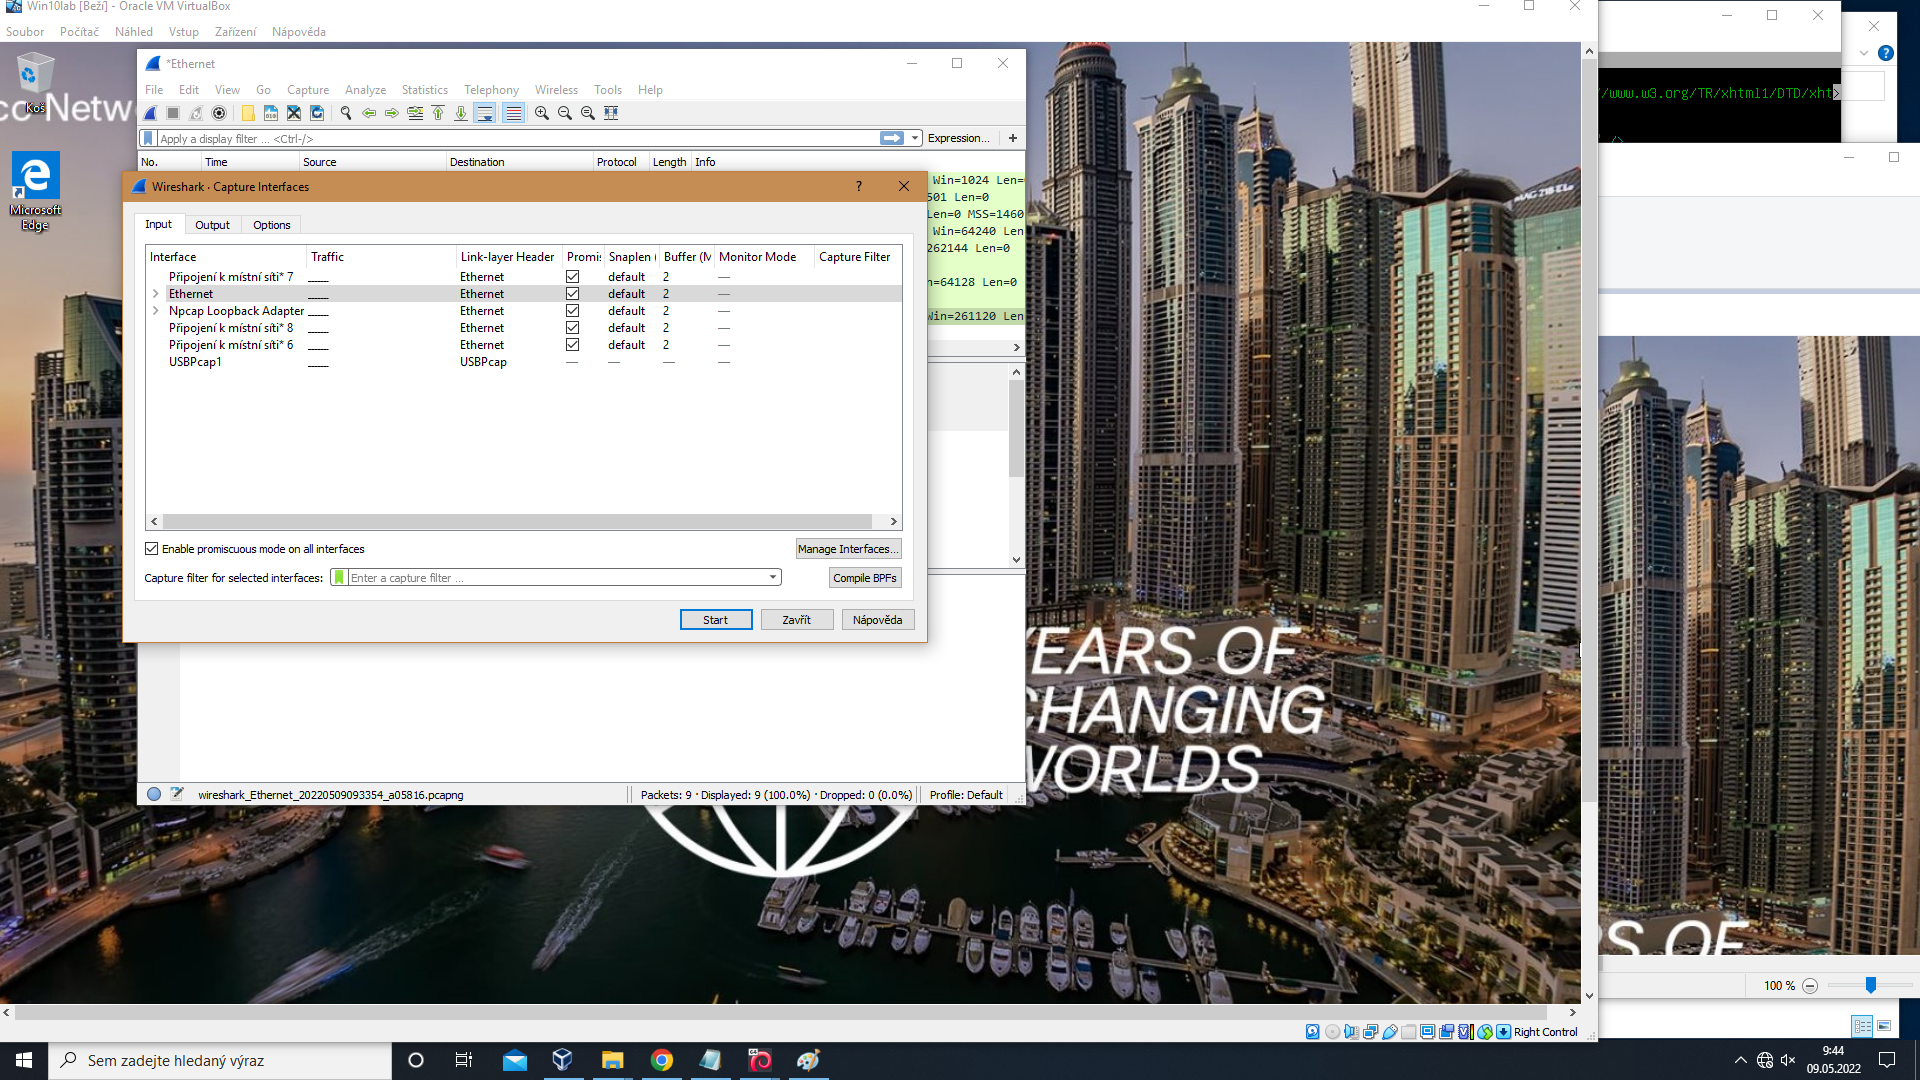 Win10lab [Beží] - Oracle VM VirtualBox
Soubor Počítač Náhled Vstup Zařízení Nápověda
Koš
cc Netw
Microsoft
Edge
*Ethernet
File Edit View Go Capture Analyze Statistics Telephony Wireless Tools Help
Apply a display filter ... <Ctrl-/> Expression... +
No. Time Source Destination Protocol Length Info
Win=1024 Len=
501 Len=0
Len=0 MSS=1460
Win=64240 Len=
262144 Len=0
n=64128 Len=0
Win=261120 Len
Wireshark · Capture Interfaces ?
Input Output Options
Interface Traffic Link-layer Header Promis Snaplen ( Buffer (M Monitor Mode Capture Filter
Připojení k místní síti* 7 Ethernet default 2 —
Ethernet Ethernet default 2 —
Npcap Loopback Adapter Ethernet default 2 —
Připojení k místní síti* 8 Ethernet default 2 —
Připojení k místní síti* 6 Ethernet default 2 —
USBPcap1 USBPcap — — — —
Enable promiscuous mode on all interfaces Manage Interfaces...
Capture filter for selected interfaces: Enter a capture filter ... Compile BPFs
Start Zavřít Nápověda
wireshark_Ethernet_20220509093354_a05816.pcapng Packets: 9 · Displayed: 9 (100.0%) · Dropped: 0 (0.0%) Profile: Default
EARS OF
CHANGING
WORLDS
/www.w3.org/TR/xhtml1/DTD/xht>
/>
MAG 218
RS OF
100 %
Right Control
Sem zadejte hledaný výraz
64
9:44
09.05.2022